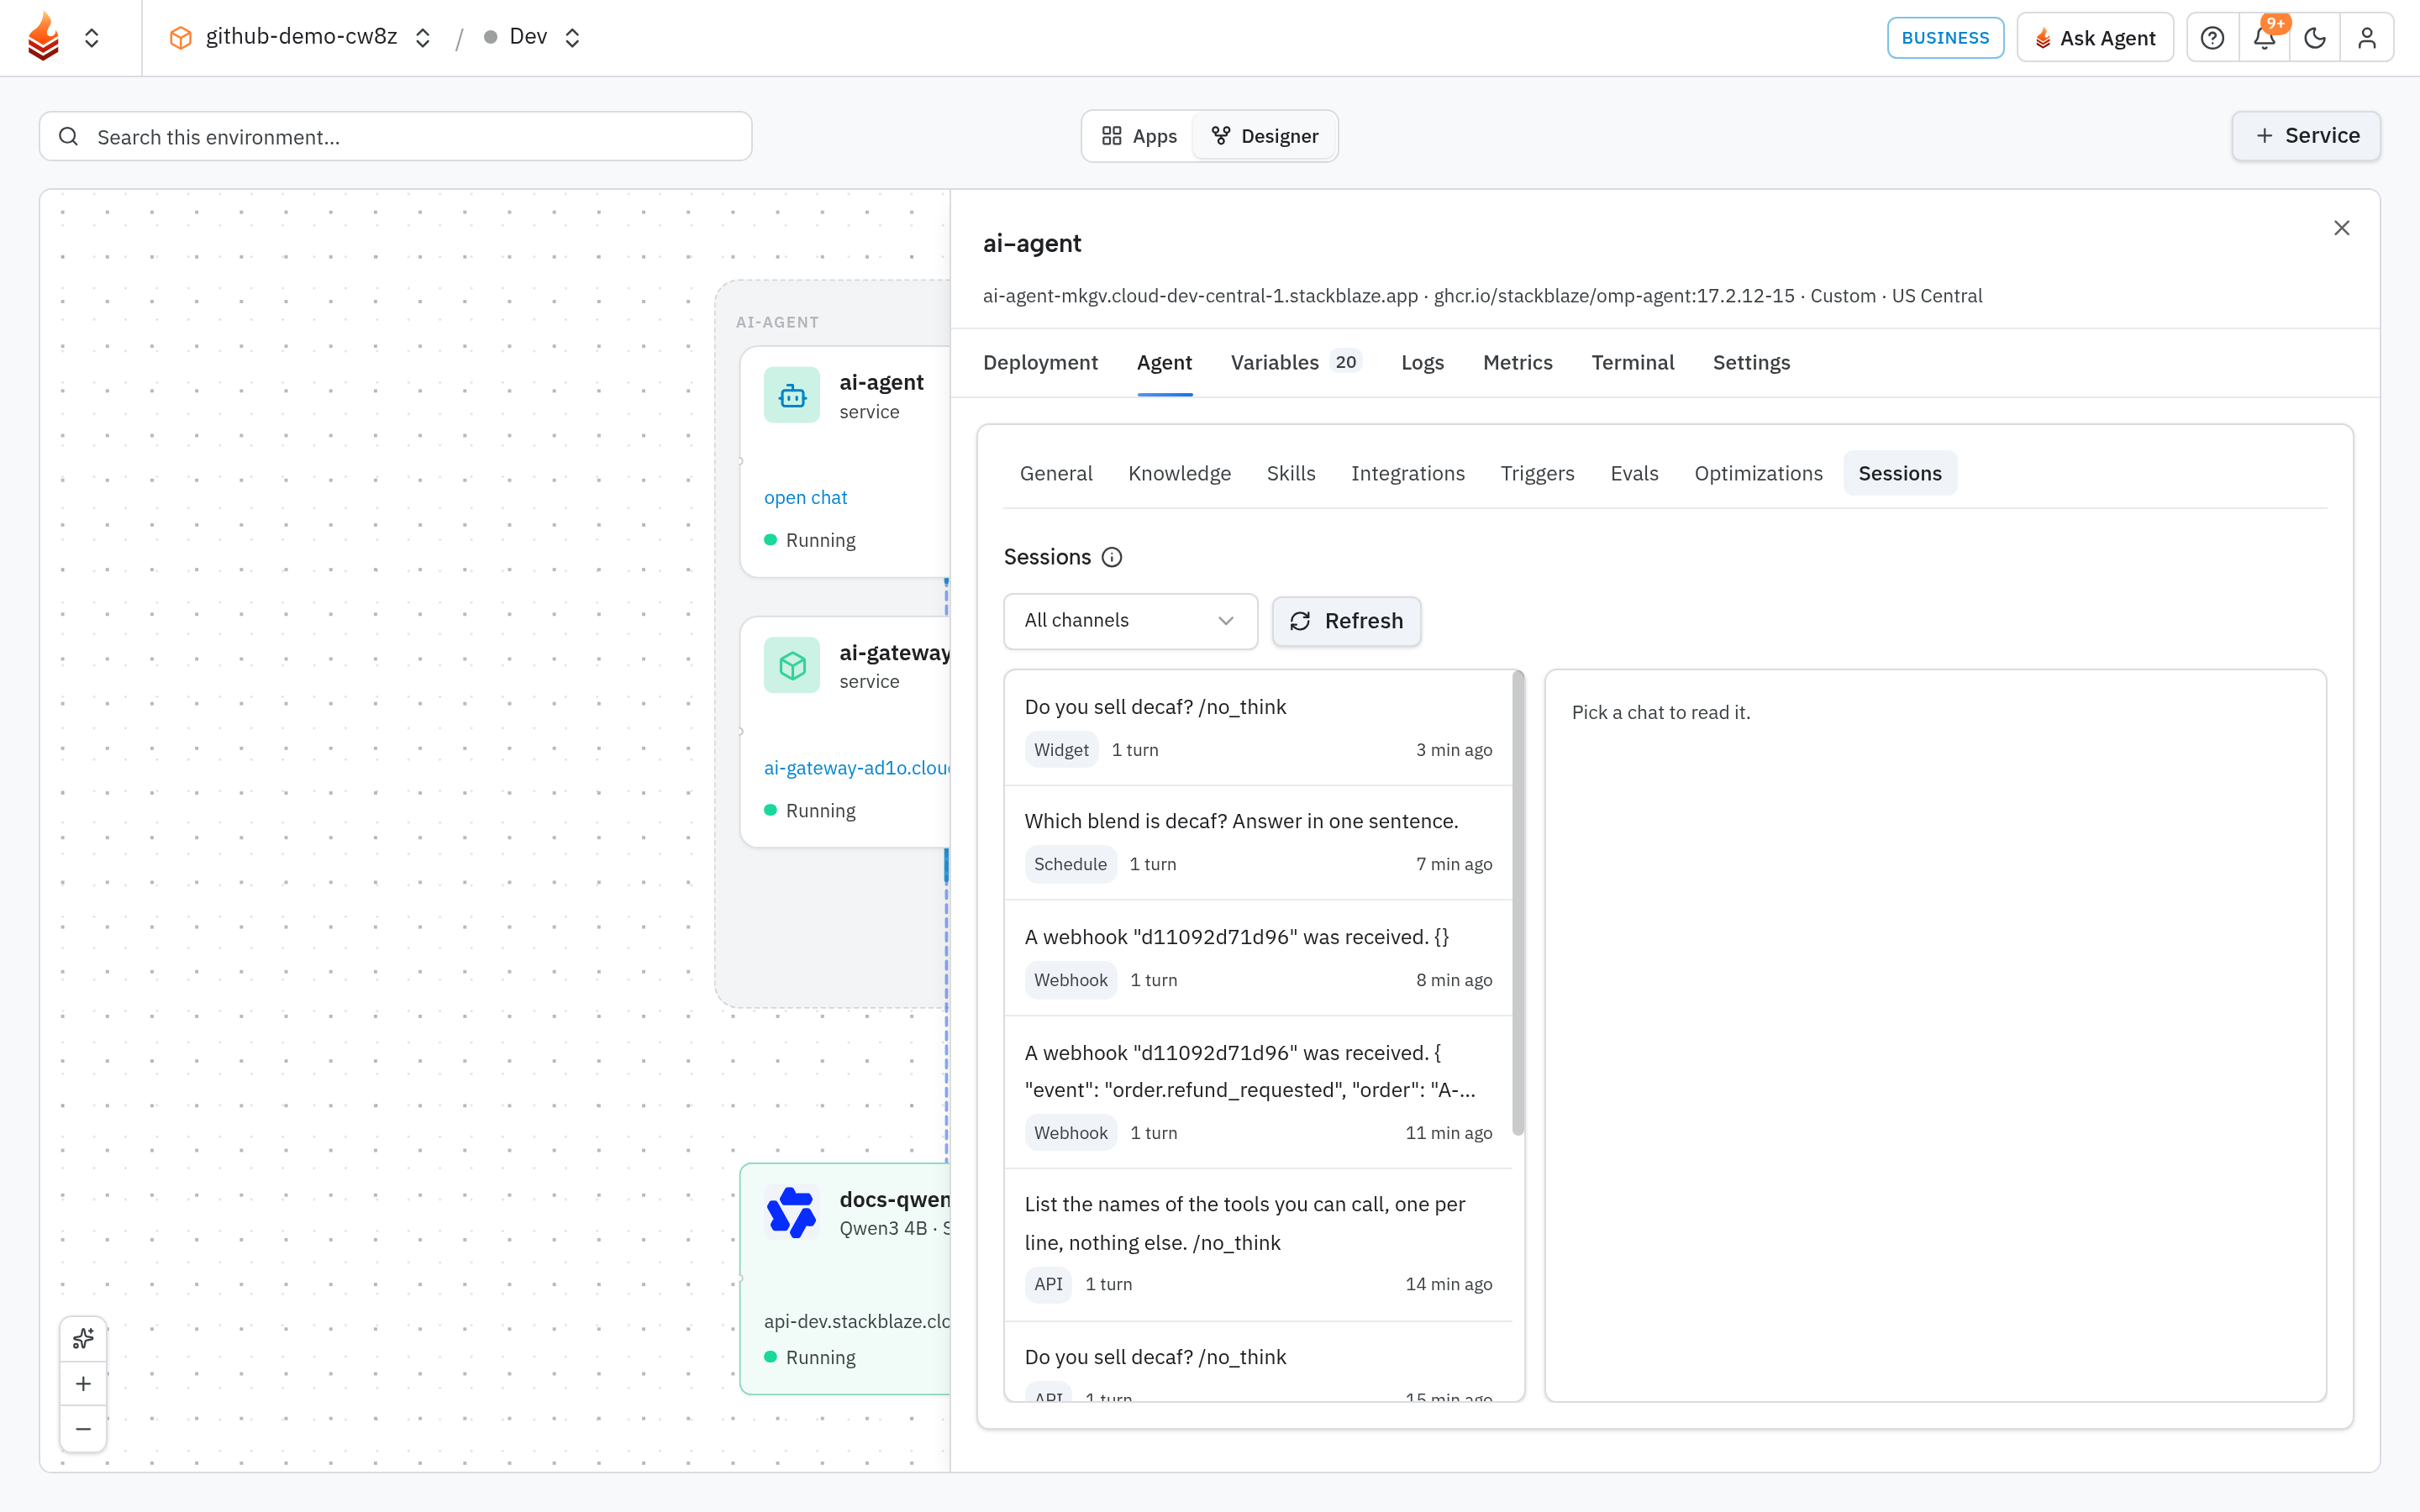 github-demo-cw8z
/
Dev
BUSINESS
Ask Agent
9+
Search this environment...
Apps
Designer
Service
AI-AGENT
ai-agent
service
open chat
Running
ai-gateway
service
ai-gateway-ad1o.clou
Running
docs-qwen
Qwen3 4B · S
api-dev.stackblaze.clo
Running
ai-agent
ai-agent-mkgv.cloud-dev-central-1.stackblaze.app · ghcr.io/stackblaze/omp-agent:17.2.12-15 · Custom · US Central
Deployment
Agent
Variables 20
Logs
Metrics
Terminal
Settings
General
Knowledge
Skills
Integrations
Triggers
Evals
Optimizations
Sessions
Sessions
All channels
Refresh
Do you sell decaf? /no_think
Widget 1 turn 3 min ago
Which blend is decaf? Answer in one sentence.
Schedule 1 turn 7 min ago
A webhook "d11092d71d96" was received. {}
Webhook 1 turn 8 min ago
A webhook "d11092d71d96" was received. {
"event": "order.refund_requested", "order": "A-...
Webhook 1 turn 11 min ago
List the names of the tools you can call, one per
line, nothing else. /no_think
API 1 turn 14 min ago
Do you sell decaf? /no_think
API 1 turn 15 min ago
Pick a chat to read it.